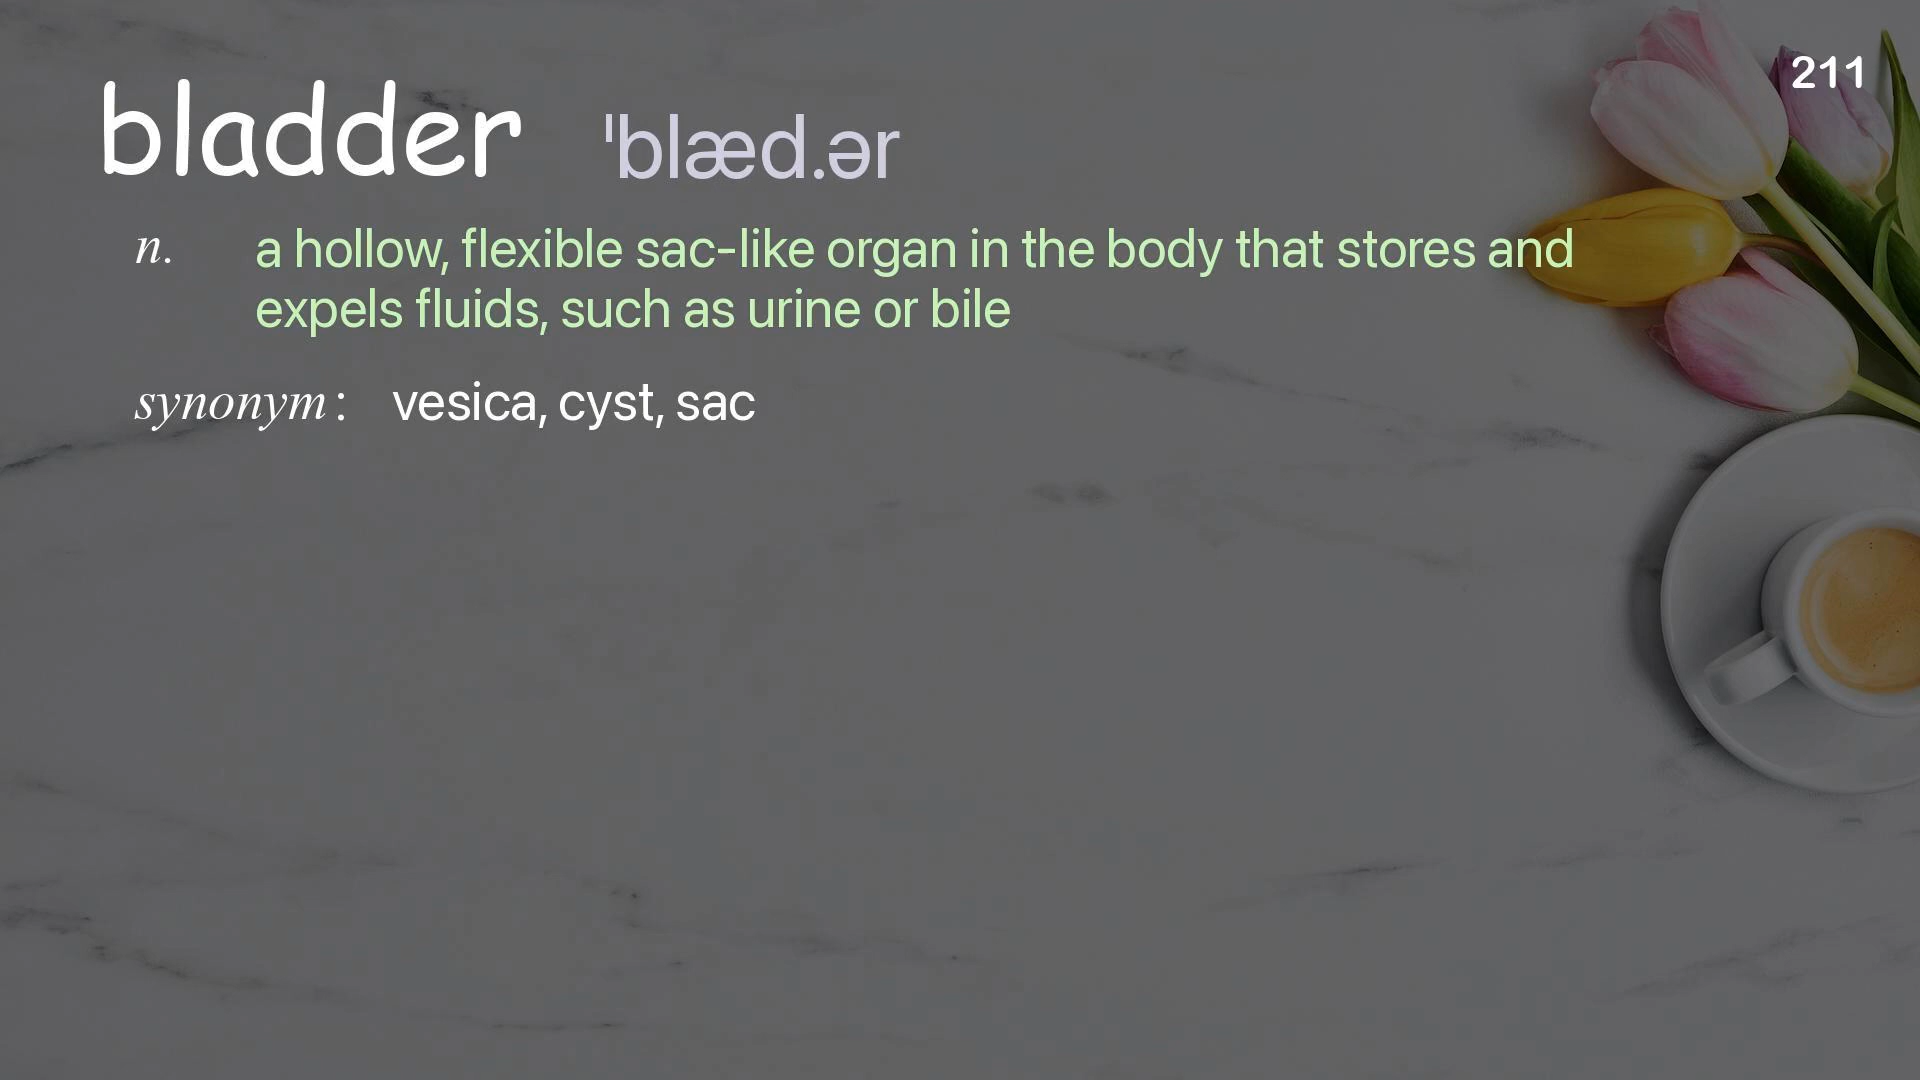 211
bladder ˈblæd.ər
n. a hollow, flexible sac-like organ in the body that stores and
expels fluids, such as urine or bile
synonym: vesica, cyst, sac